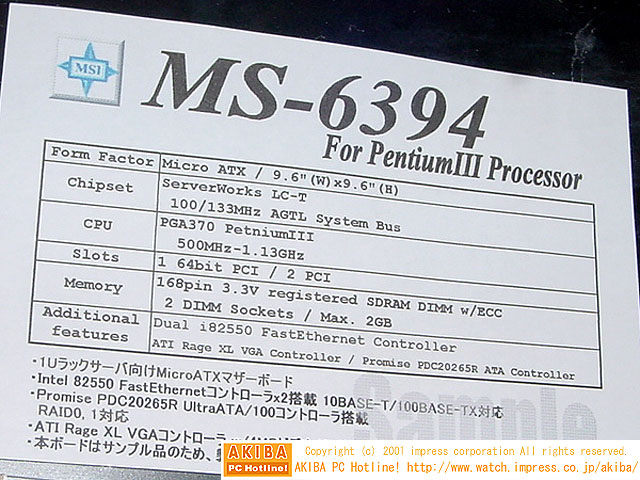 MSI
MS-6394
For PentiumIII Processor
Form Factor Micro ATX / 9.6"(W)x9.6"(H)
Chipset ServerWorks LC-T
100/133MHz AGTL System Bus
CPU PGA370 PetniumIII
500MHz-1.13GHz
Slots 1 64bit PCI / 2 PCI
Memory 168pin 3.3V registered SDRAM DIMM w/ECC
2 DIMM Sockets / Max. 2GB
Additional features Dual i82550 FastEthernet Controller
ATI Rage XL VGA Controller / Promise PDC20265R ATA Controller
・1Uラックサーバ向けMicroATXマザーボード
・Intel 82550 FastEthernetコントローラx2搭載 10BASE-T/100BASE-TX対応
・Promise PDC20265R UltraATA/100コントローラ搭載
RAID0, 1対応
・ATI Rage XL VGAコントローラ
・本ボードはサンプル品のため、
Sample
AKIBA PC Hotline!
Copyright (c) 2001 impress corporation All rights reserved.
AKIBA PC Hotline! http://www.watch.impress.co.jp/akiba/